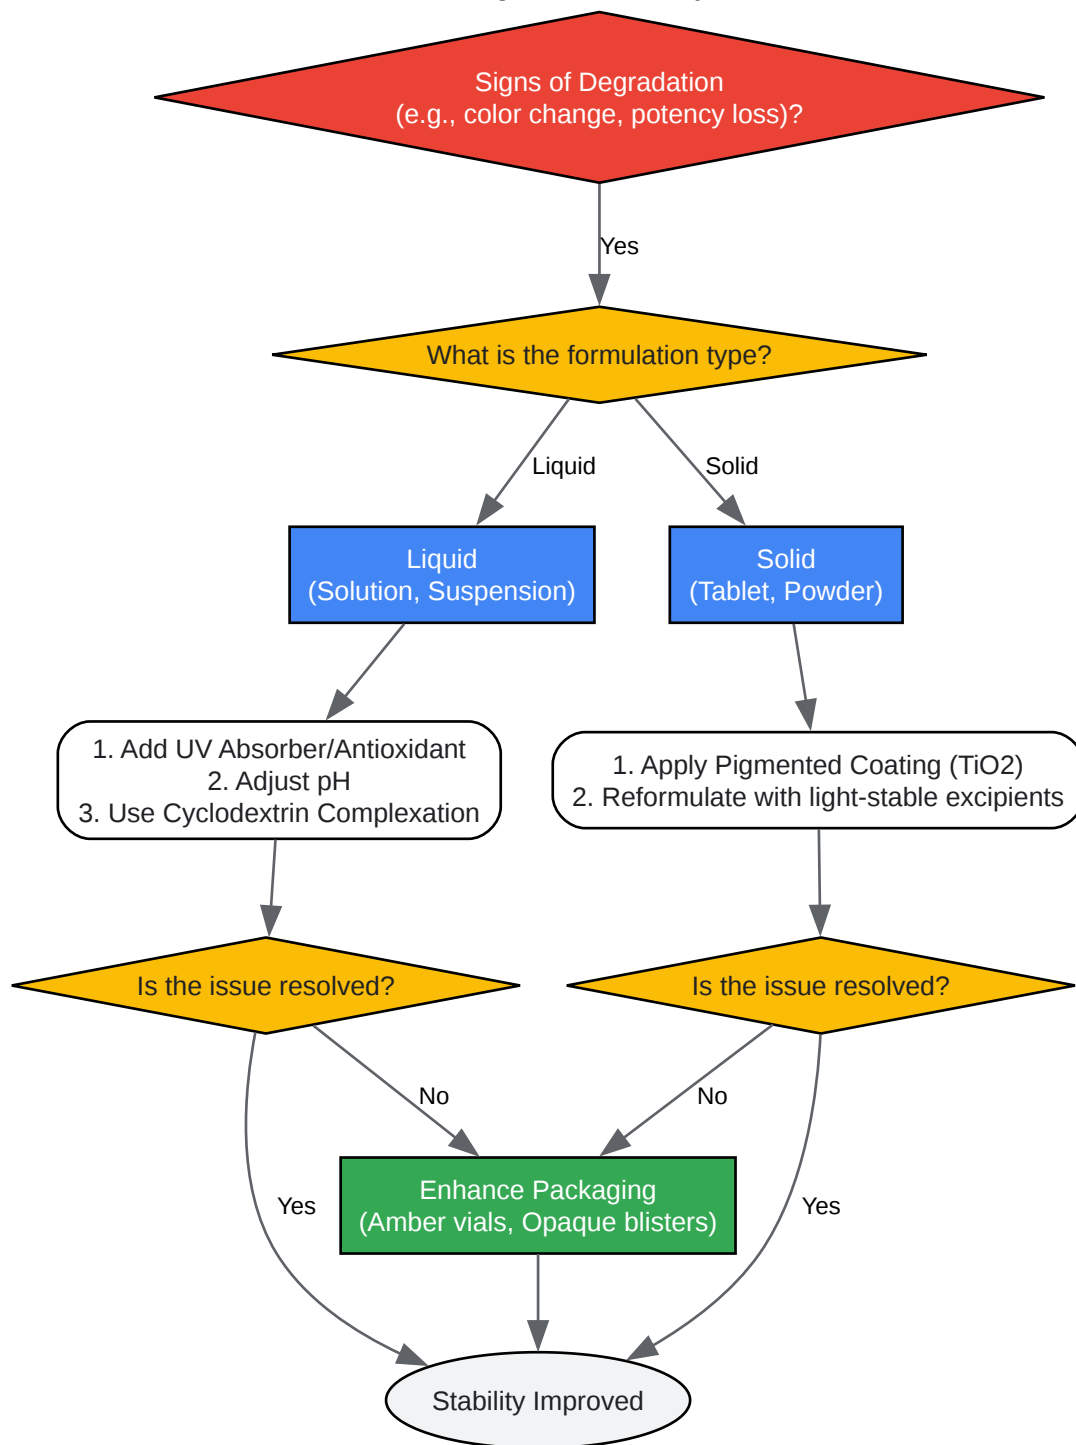 Signs of Degradation
(e.g., color change, potency loss)?
Yes
What is the formulation type?
Liquid
Solid
Liquid
(Solution, Suspension)
Solid
(Tablet, Powder)
1. Add UV Absorber/Antioxidant
2. Adjust pH
3. Use Cyclodextrin Complexation
1. Apply Pigmented Coating (TiO2)
2. Reformulate with light-stable excipients
Is the issue resolved?
Is the issue resolved?
No
No
Yes
Enhance Packaging
(Amber vials, Opaque blisters)
Yes
Stability Improved